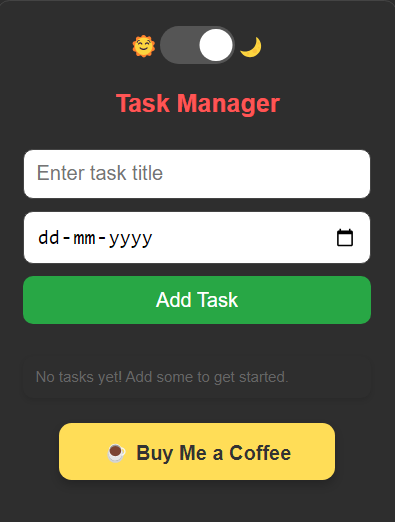 Task Manager
Enter task title
dd-mm-yyyy
Add Task
No tasks yet! Add some to get started.
Buy Me a Coffee